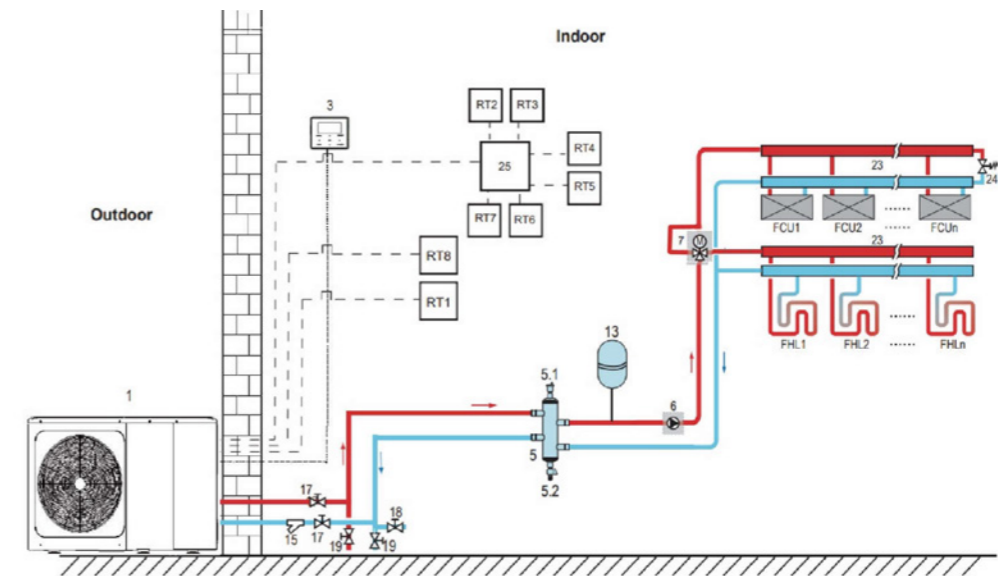 Indoor
Outdoor
3
RT2
RT3
25
RT4
RT5
RT7
RT6
RT8
RT1
23
24
FCU1
FCU2
......
FCUn
7
M
23
FHL1
FHL2
......
FHLn
13
5.1
6
5
5.2
1
17
18
15
17
19
19